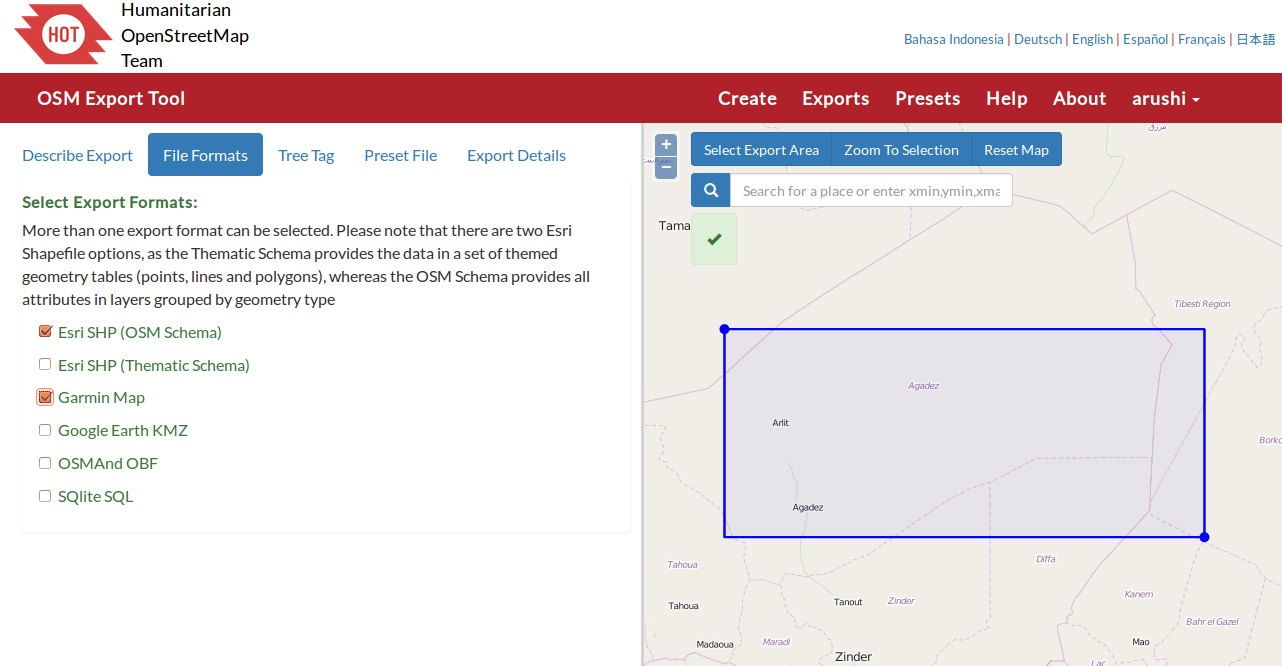 HOT
Humanitarian
OpenStreetMap
Team
Bahasa Indonesia | Deutsch | English | Español | Français | 日本語
OSM Export Tool
Create Exports Presets Help About arushi
Describe Export File Formats Tree Tag Preset File Export Details
Select Export Formats:
More than one export format can be selected. Please note that there are two Esri
Shapefile options, as the Thematic Schema provides the data in a set of themed
geometry tables (points, lines and polygons), whereas the OSM Schema provides all
attributes in layers grouped by geometry type
Esri SHP (OSM Schema)
Esri SHP (Thematic Schema)
Garmin Map
Google Earth KMZ
OSMAnd OBF
SQlite SQL
+
−
Select Export Area Zoom To Selection Reset Map
Search for a place or enter xmin,ymin,xma
مرزق
Tama
Tibesti Region
Agadez
Arlit
Borko
Agadez
Diffa
Tahoua
Kanem
Tahoua
Tanout
Zinder
Bahr el Gazel
Madaoua
Maradi
Mao
Zinder
Lac